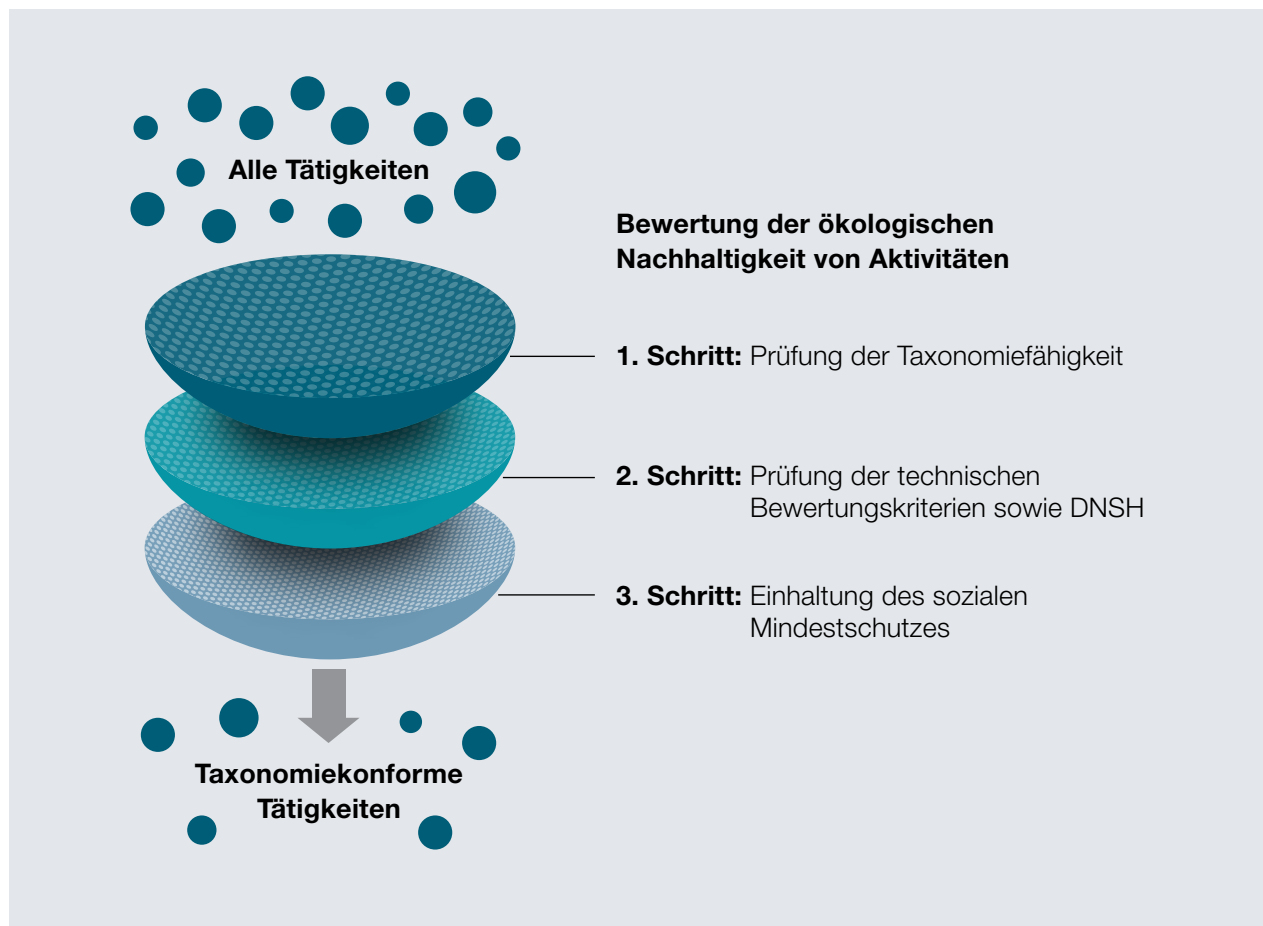 Alle Tätigkeiten
Bewertung der ökologischen
Nachhaltigkeit von Aktivitäten
1. Schritt: Prüfung der Taxonomiefähigkeit
2. Schritt: Prüfung der technischen
Bewertungskriterien sowie DNSH
3. Schritt: Einhaltung des sozialen
Mindestschutzes
Taxonomiekonforme
Tätigkeiten